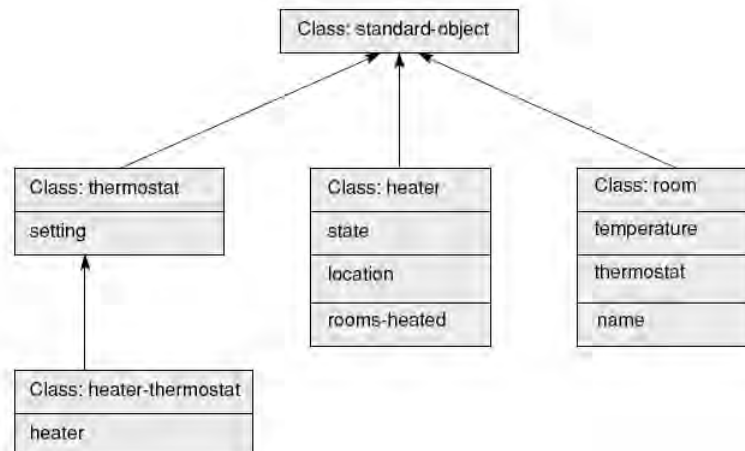 Class: standard-object
Class: thermostat
setting
Class: heater
state
location
rooms-heated
Class: room
temperature
thermostat
name
Class: heater-thermostat
heater